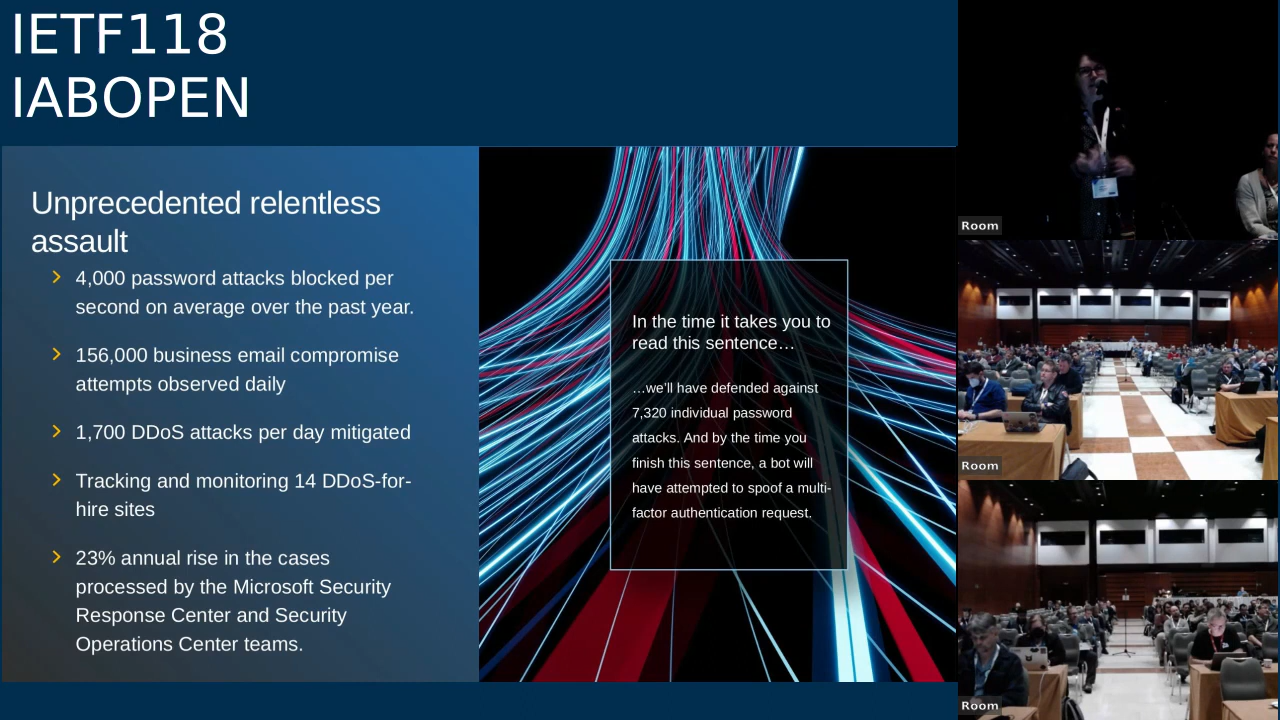 IETF118
IABOPEN
Unprecedented relentless
assault
4,000 password attacks blocked per
second on average over the past year.
156,000 business email compromise
attempts observed daily
1,700 DDoS attacks per day mitigated
Tracking and monitoring 14 DDoS-for-
hire sites
23% annual rise in the cases
processed by the Microsoft Security
Response Center and Security
Operations Center teams.
In the time it takes you to
read this sentence…
…we’ll have defended against
7,320 individual password
attacks. And by the time you
finish this sentence, a bot will
have attempted to spoof a multi-
factor authentication request.
Room
Room
Room